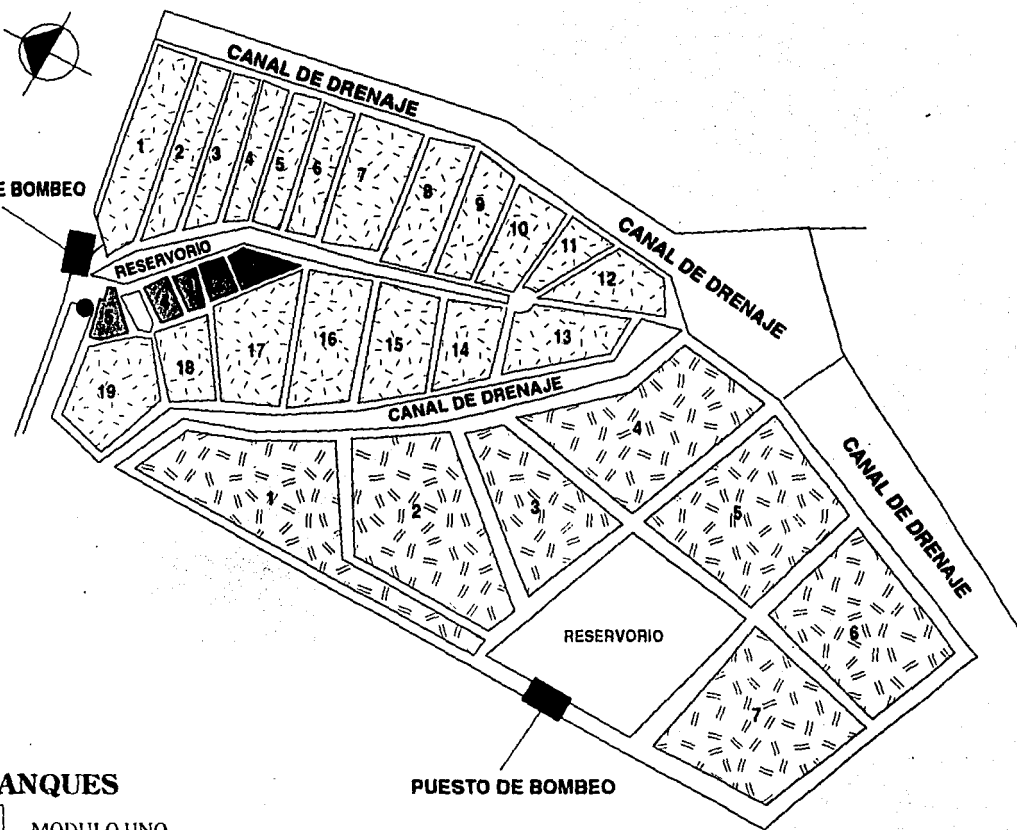 CANAL DE DRENAJE
1
2
3
4
5
6
7
8
9
10
11
12
E BOMBEO
RESERVORIO
CANAL DE DRENAJE
5
19
18
17
16
15
14
13
CANAL DE DRENAJE
1
2
3
4
5
6
7
CANAL DE DRENAJE
RESERVORIO
PUESTO DE BOMBEO
ANQUES
MODULO UNO